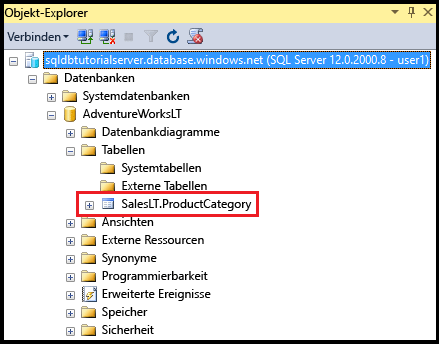 Objekt-Explorer
Verbinden
sqldbtutorialserver.database.windows.net (SQL Server 12.0.2000.8 - user1)
Datenbanken
Systemdatenbanken
AdventureWorksLT
Datenbankdiagramme
Tabellen
Systemtabellen
Externe Tabellen
SalesLT.ProductCategory
Ansichten
Externe Ressourcen
Synonyme
Programmierbarkeit
Erweiterte Ereignisse
Speicher
Sicherheit